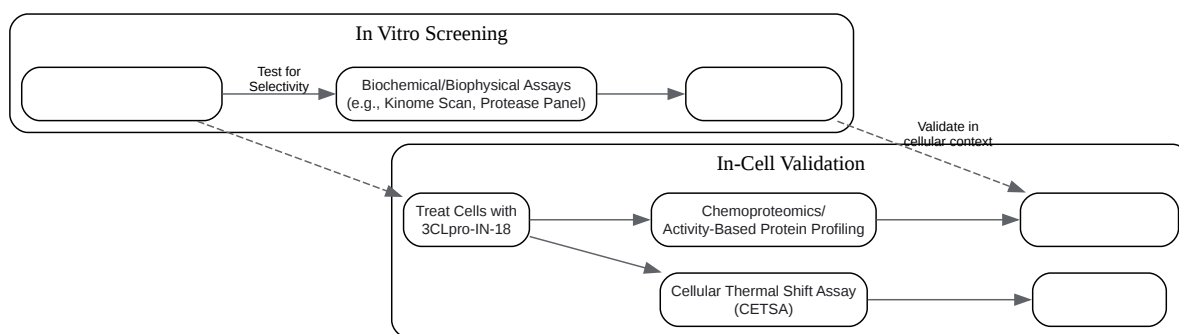 In Vitro Screening
Test for
Selectivity
Biochemical/Biophysical Assays
(e.g., Kinome Scan, Protease Panel)
Validate in
cellular context
In-Cell Validation
Treat Cells with
3CLpro-IN-18
Chemoproteomics/
Activity-Based Protein Profiling
Cellular Thermal Shift Assay
(CETSA)